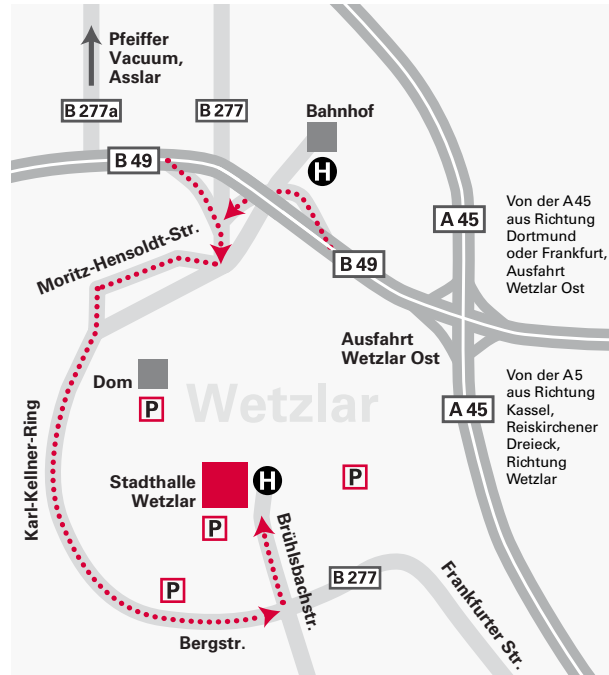 Pfeiffer
Vacuum,
Asslar
B 277a
B 277
Bahnhof
H
B 49
Moritz-Hensoldt-Str.
B 49
A 45
Von der A 45
aus Richtung
Dortmund
oder Frankfurt,
Ausfahrt
Wetzlar Ost
Ausfahrt
Wetzlar Ost
Dom
P
Wetzlar
A 45
Von der A 5
aus Richtung
Kassel,
Reiskirchener
Dreieck,
Richtung
Wetzlar
Karl-Kellner-Ring
Stadthalle
Wetzlar
H
P
P
Brühlsbachstr.
P
B 277
Bergstr.
Frankfurter Str.